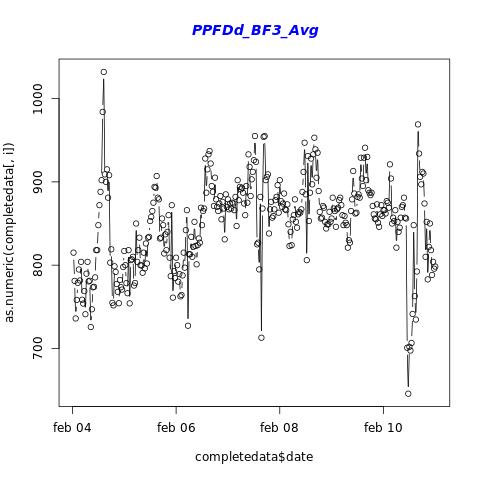 PPFDd_BF3_Avg
as.numeric(completedata[, i])
1000
900
800
700
feb 04
feb 06
feb 08
feb 10
completedata$date